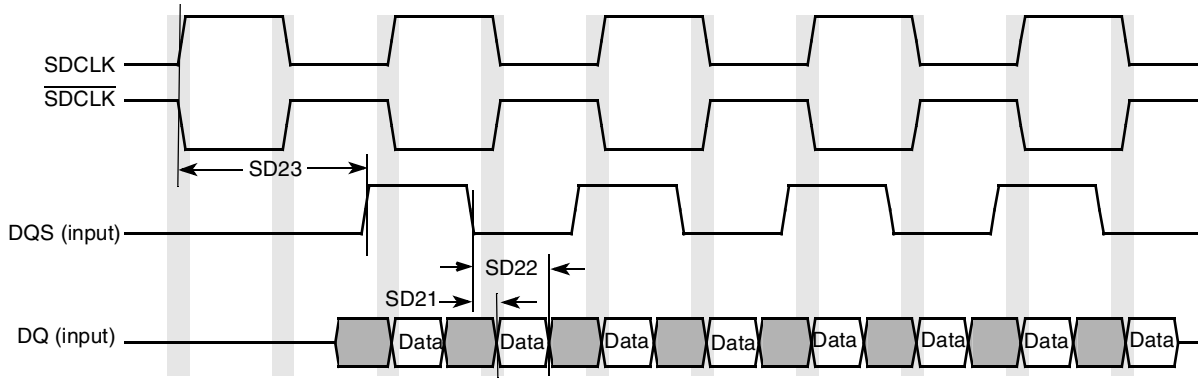 SDCLK
SDCLK
SD23
DQS (input)
SD22
SD21
DQ (input)
Data Data Data Data Data Data Data Data